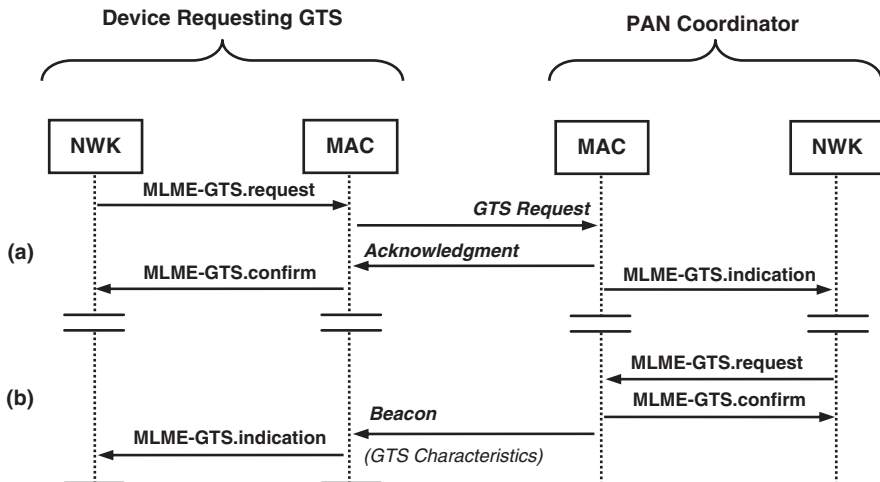 Device Requesting GTS
PAN Coordinator
NWK
MAC
MAC
NWK
MLME-GTS.request
GTS Request
(a)
Acknowledgment
MLME-GTS.confirm
MLME-GTS.indication
MLME-GTS.request
(b)
MLME-GTS.confirm
Beacon
MLME-GTS.indication
(GTS Characteristics)